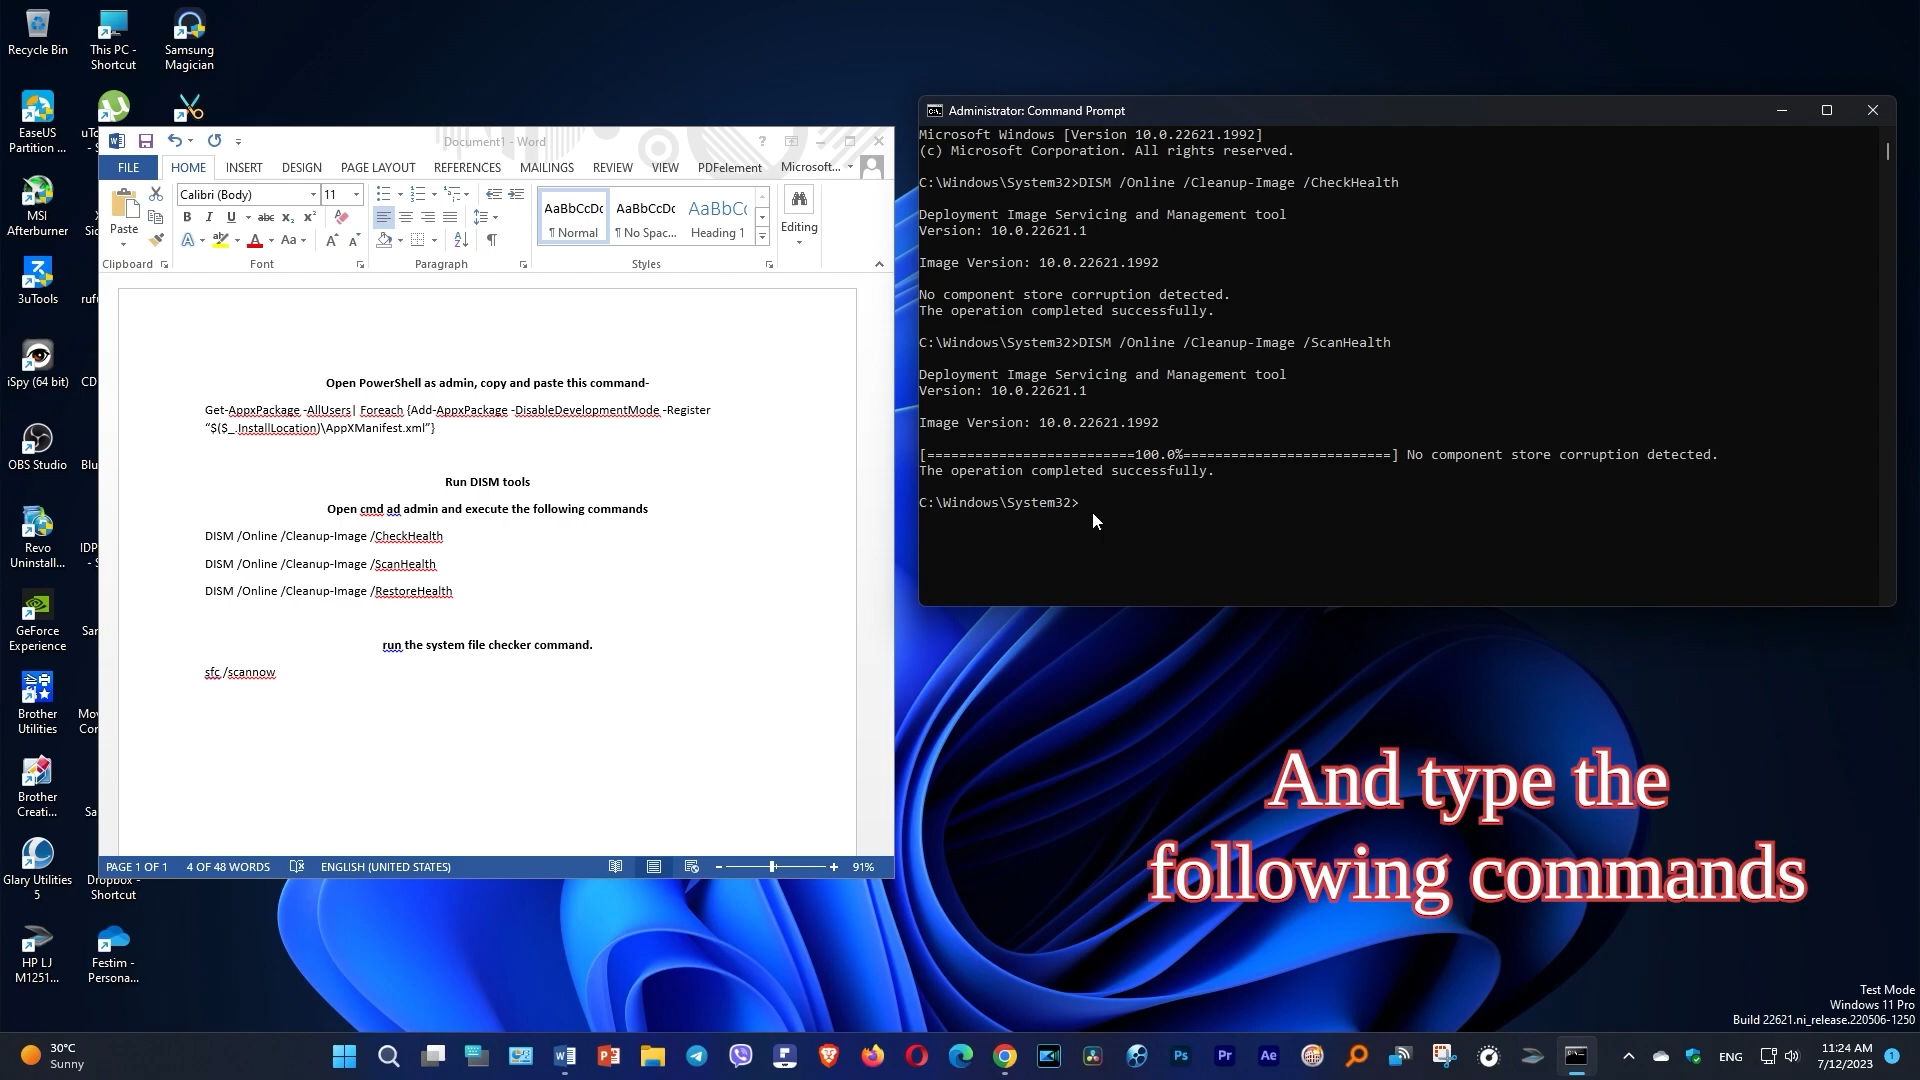 Recycle Bin
This PC -
Shortcut
Samsung
Magician
EaseUS
Partition ...
MSI
Afterburner
3uTools
iSpy (64 bit)
OBS Studio
Revo
Uninstall...
GeForce
Experience
Brother
Utilities
Brother
Creati...
Glary Utilities
5
Dropbox -
Shortcut
HP LJ
M1251...
Festim -
Persona...
Document1 - Word
FILE HOME INSERT DESIGN PAGE LAYOUT REFERENCES MAILINGS REVIEW VIEW PDFelement Microsoft...
Calibri (Body) 11
Paste
AaBbCcDc AaBbCcDc AaBbCc
¶ Normal ¶ No Spac... Heading 1
Editing
Clipboard Font Paragraph Styles
Open PowerShell as admin, copy and paste this command-
Get-AppxPackage -AllUsers| Foreach {Add-AppxPackage -DisableDevelopmentMode -Register
“$($_.InstallLocation)\AppXManifest.xml”}
Run DISM tools
Open cmd ad admin and execute the following commands
DISM /Online /Cleanup-Image /CheckHealth
DISM /Online /Cleanup-Image /ScanHealth
DISM /Online /Cleanup-Image /RestoreHealth
run the system file checker command.
sfc /scannow
PAGE 1 OF 1 4 OF 48 WORDS ENGLISH (UNITED STATES) 91%
Administrator: Command Prompt
Microsoft Windows [Version 10.0.22621.1992]
(c) Microsoft Corporation. All rights reserved.
C:\Windows\System32>DISM /Online /Cleanup-Image /CheckHealth
Deployment Image Servicing and Management tool
Version: 10.0.22621.1
Image Version: 10.0.22621.1992
No component store corruption detected.
The operation completed successfully.
C:\Windows\System32>DISM /Online /Cleanup-Image /ScanHealth
Deployment Image Servicing and Management tool
Version: 10.0.22621.1
Image Version: 10.0.22621.1992
[==========================100.0%==========================] No component store corruption detected.
The operation completed successfully.
C:\Windows\System32>
And type the
following commands
Test Mode
Windows 11 Pro
Build 22621.ni_release.220506-1250
30°C
Sunny
ENG
11:24 AM
7/12/2023